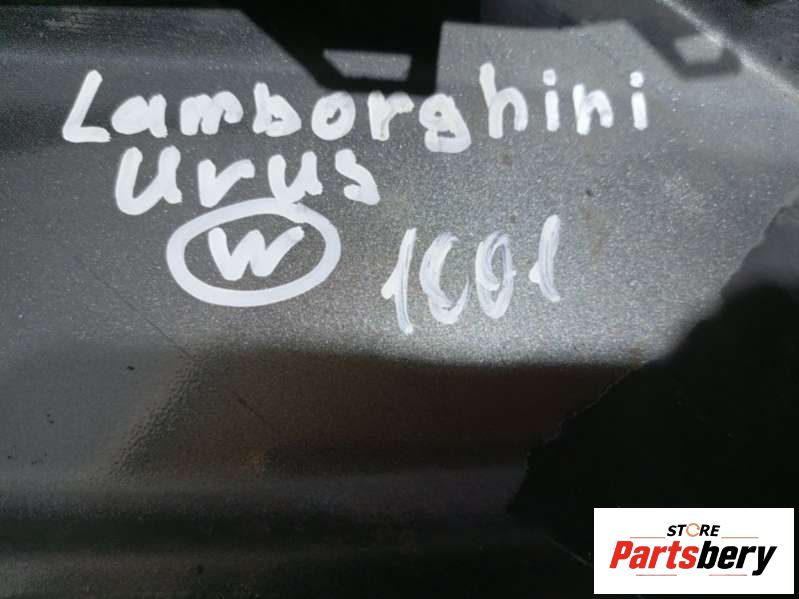 Lamborghini
Urus
W 1001
STORE
Partsbery